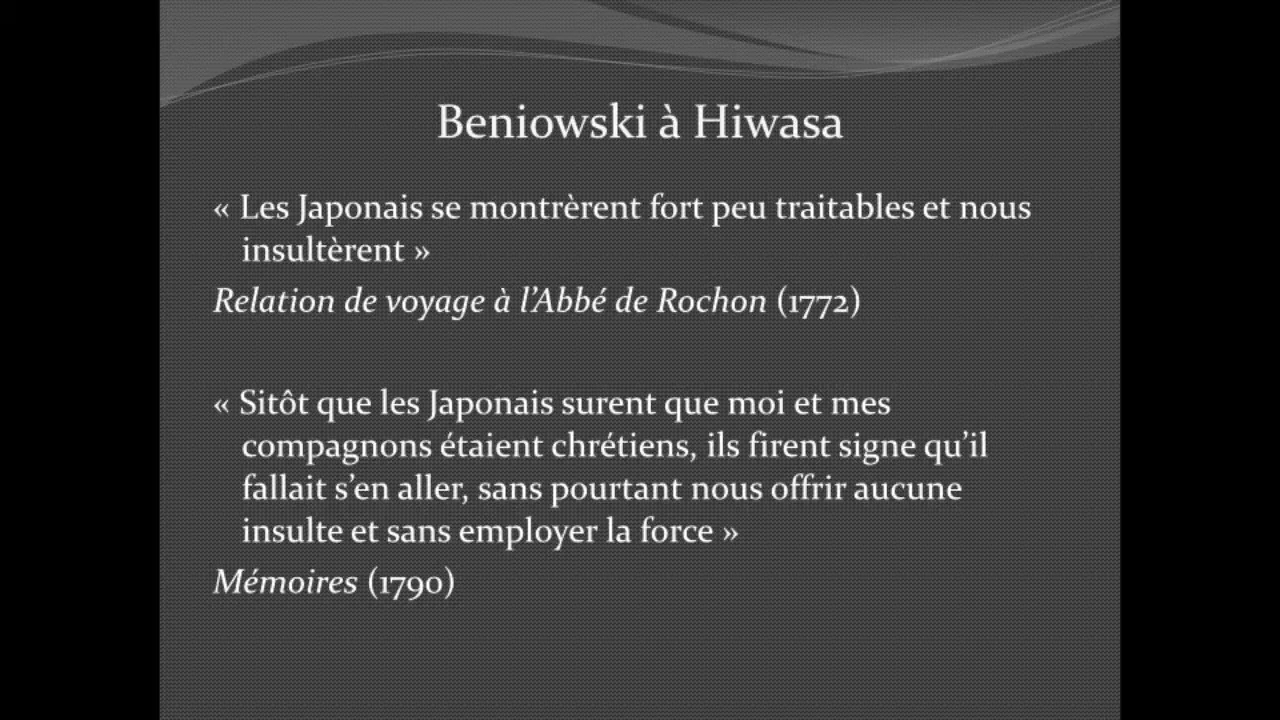 Beniowski à Hiwasa
« Les Japonais se montrèrent fort peu traitables et nous
insultèrent »
Relation de voyage à l’Abbé de Rochon (1772)
« Sitôt que les Japonais surent que moi et mes
compagnons étaient chrétiens, ils firent signe qu’il
fallait s’en aller, sans pourtant nous offrir aucune
insulte et sans employer la force »
Mémoires (1790)